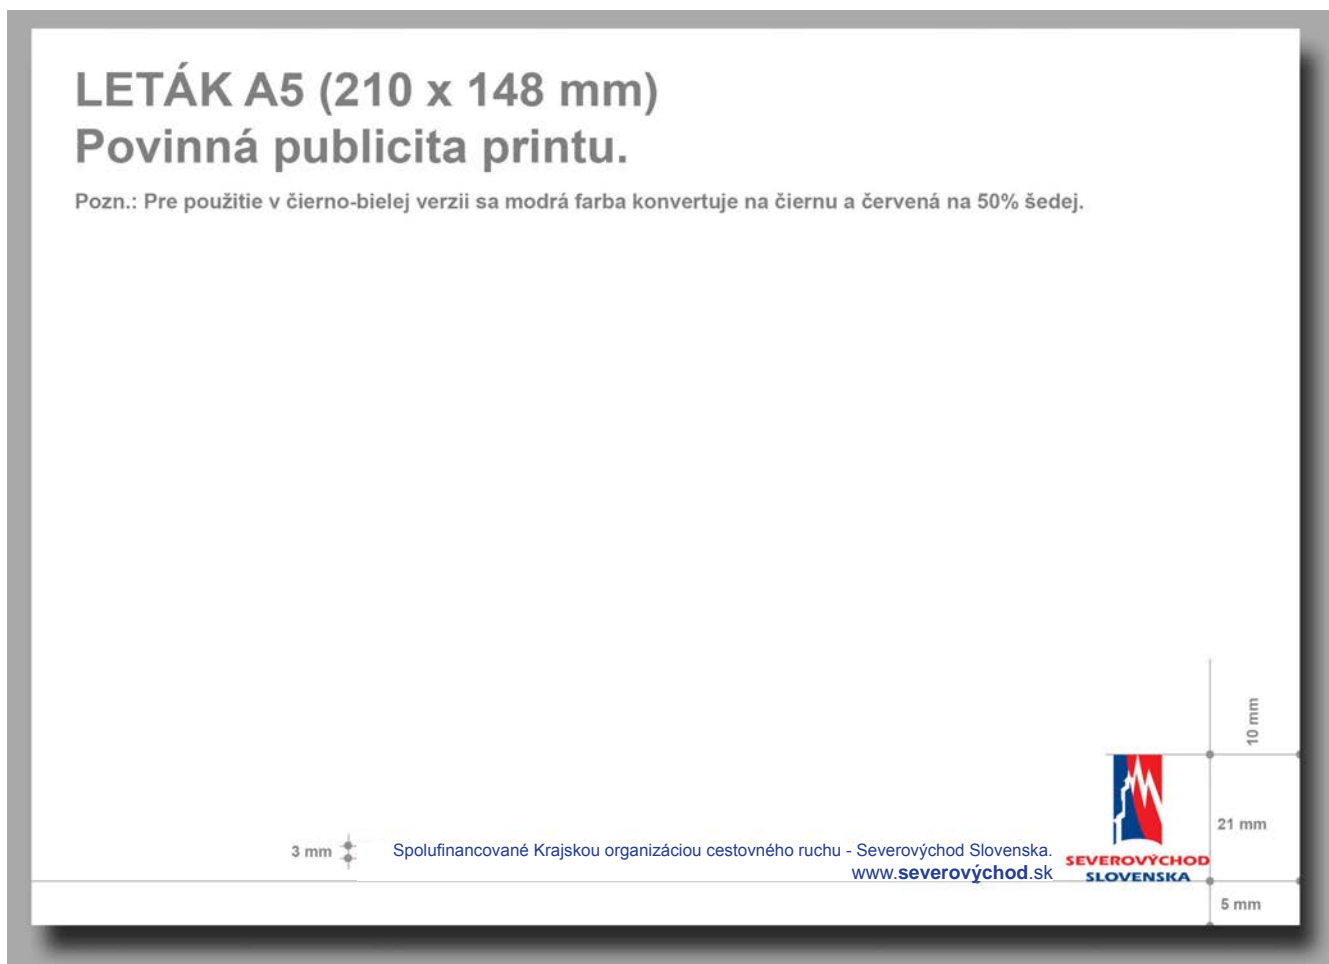 LETÁK A5 (210 x 148 mm)
Povinná publicita printu.
Pozn.: Pre použitie v čierno-bielej verzii sa modrá farba konvertuje na čiernu a červená na 50% šedej.
10 mm
21 mm
3 mm
Spolufinancované Krajskou organizáciou cestovného ruchu - Severovýchod Slovenska.
www.severovýchod.sk
SEVEROVÝCHOD
SLOVENSKA
5 mm